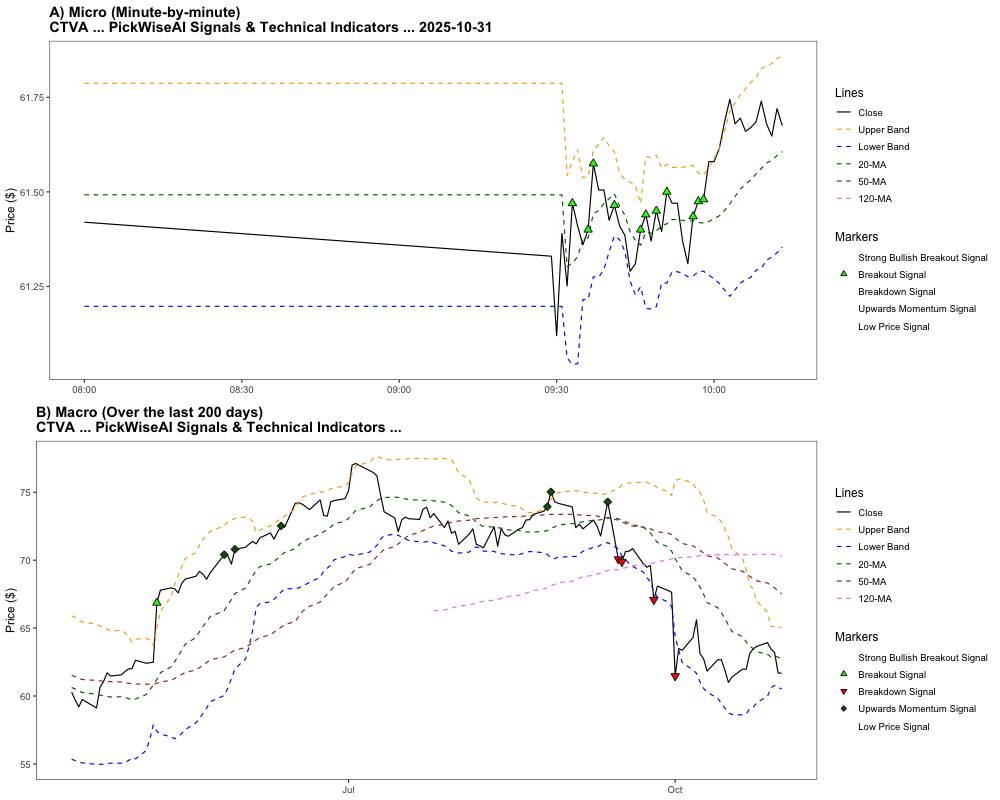 A) Micro (Minute-by-minute)
CTVA ... PickWiseAI Signals & Technical Indicators ... 2025-10-31
Price ($)
61.75
61.50
61.25
08:00
08:30
09:00
09:30
10:00
Lines
Close
Upper Band
Lower Band
20-MA
50-MA
120-MA
Markers
Strong Bullish Breakout Signal
Breakout Signal
Breakdown Signal
Upwards Momentum Signal
Low Price Signal
B) Macro (Over the last 200 days)
CTVA ... PickWiseAI Signals & Technical Indicators ...
Price ($)
75
70
65
60
55
Jul
Oct
Lines
Close
Upper Band
Lower Band
20-MA
50-MA
120-MA
Markers
Strong Bullish Breakout Signal
Breakout Signal
Breakdown Signal
Upwards Momentum Signal
Low Price Signal